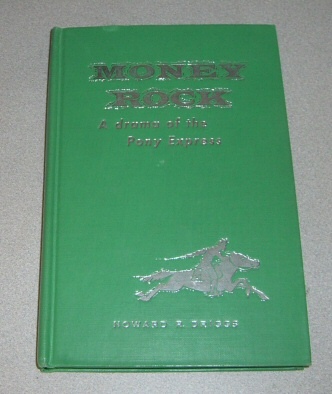 MONEY
ROCK
A drama of the
Pony Express
HOWARD R. DRIGGS